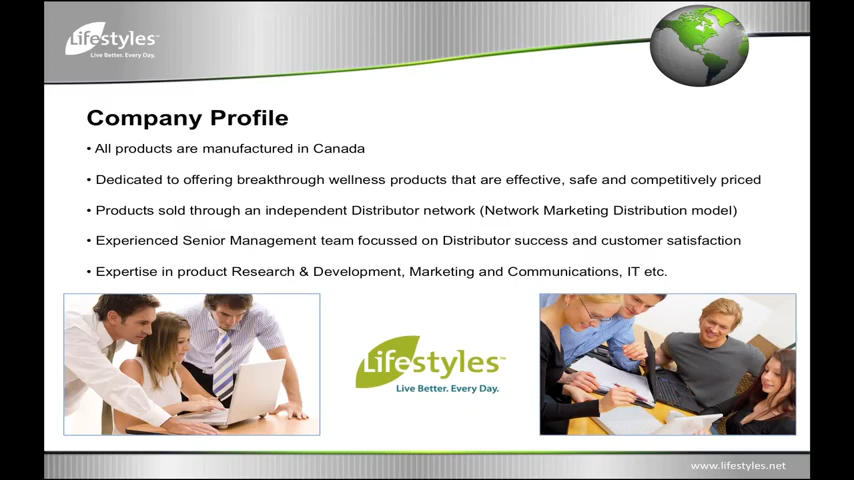 Lifestyles™
Live Better. Every Day.
Company Profile
• All products are manufactured in Canada
• Dedicated to offering breakthrough wellness products that are effective, safe and competitively priced
• Products sold through an independent Distributor network (Network Marketing Distribution model)
• Experienced Senior Management team focussed on Distributor success and customer satisfaction
• Expertise in product Research & Development, Marketing and Communications, IT etc.
Lifestyles™
Live Better. Every Day.
www.lifestyles.net